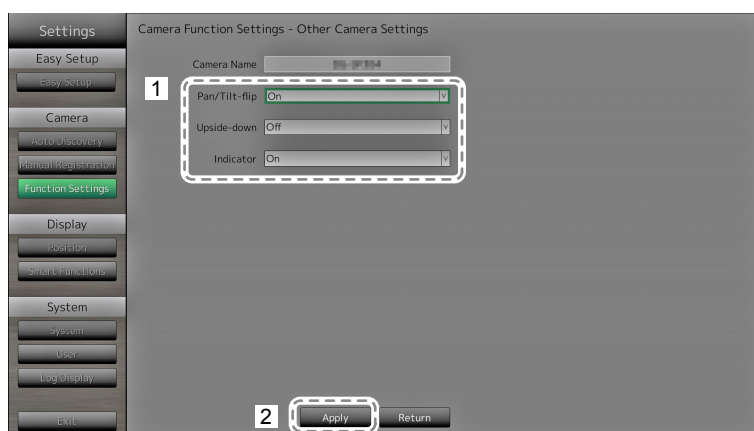 Settings
Camera Function Settings - Other Camera Settings
Easy Setup
Easy Setup
Camera
Auto Discovery
Manual Registration
Function Settings
Display
Position
Smart Functions
System
System
User
Log Display
Exit
Camera Name
1
Pan/Tilt-flip On
Upside-down Off
Indicator On
2
Apply
Return